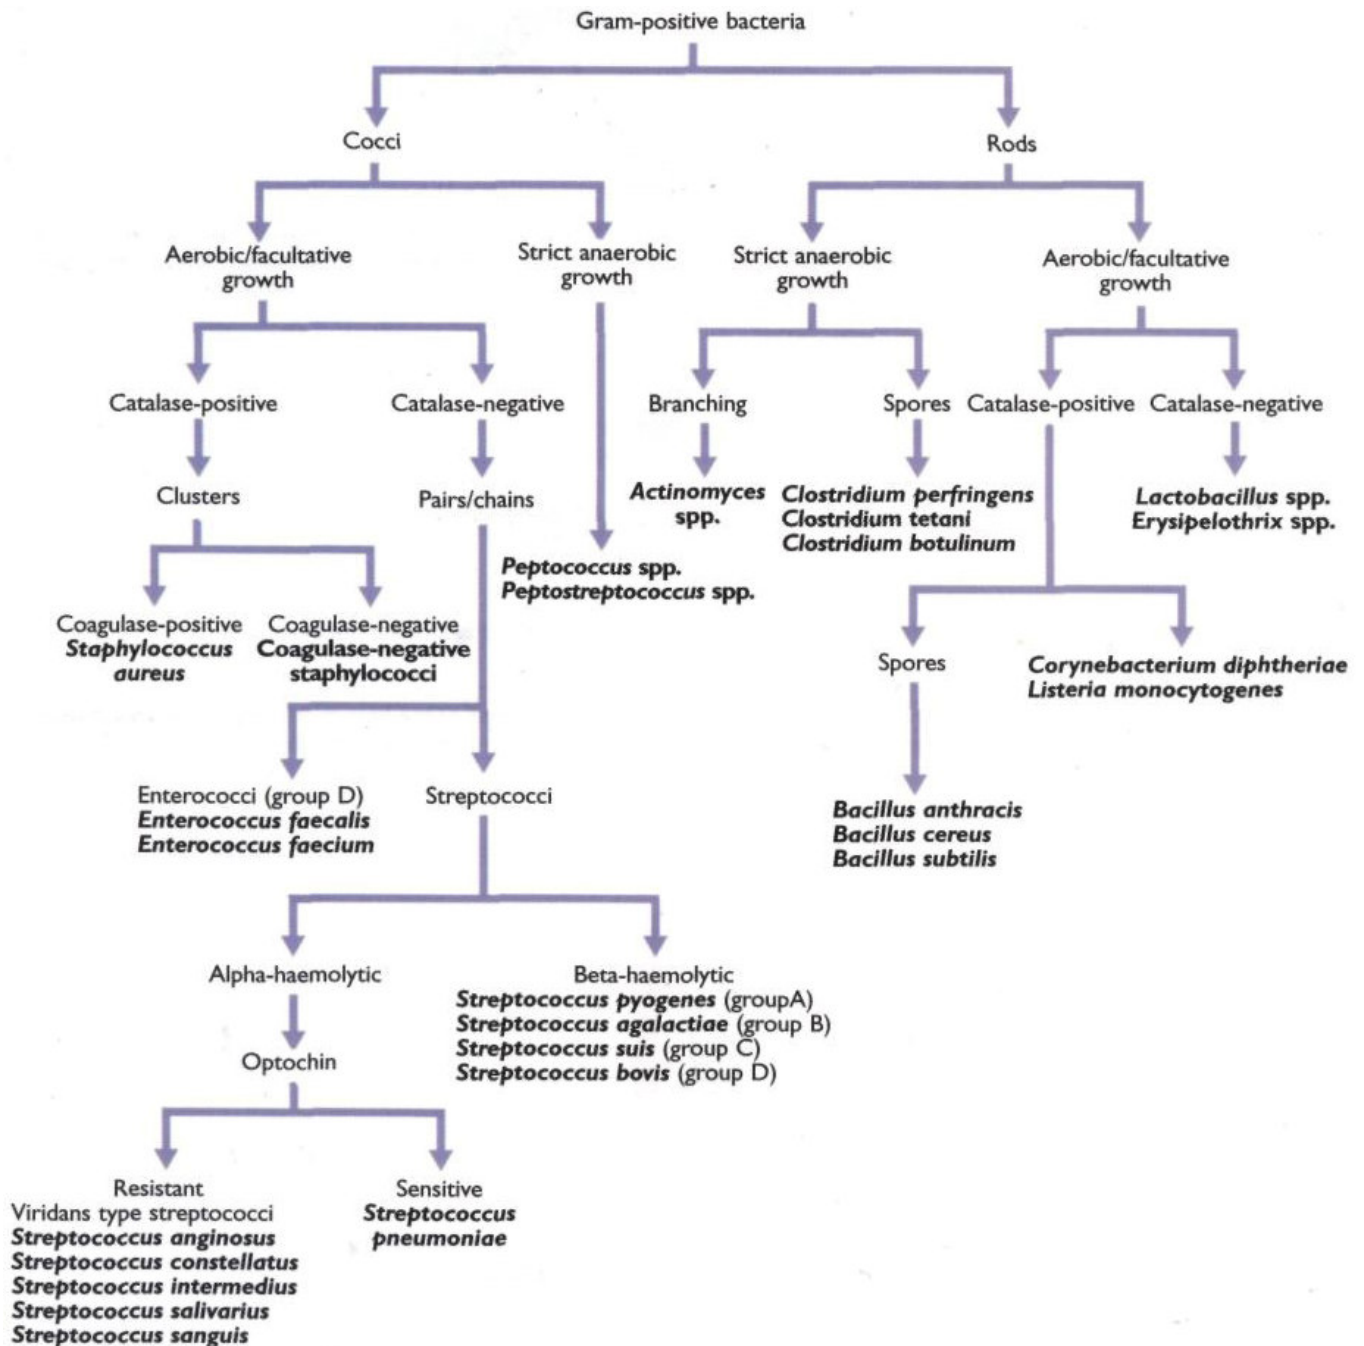 Gram-positive bacteria
Cocci
Rods
Aerobic/facultative
growth
Strict anaerobic
growth
Strict anaerobic
growth
Aerobic/facultative
growth
Catalase-positive
Catalase-negative
Branching
Spores
Catalase-positive
Catalase-negative
Clusters
Pairs/chains
Actinomyces
spp.
Clostridium perfringens
Clostridium tetani
Clostridium botulinum
Lactobacillus spp.
Erysipelothrix spp.
Peptococcus spp.
Peptostreptococcus spp.
Coagulase-positive
Staphylococcus
aureus
Coagulase-negative
Coagulase-negative
staphylococci
Spores
Corynebacterium diphtheriae
Listeria monocytogenes
Enterococci (group D)
Enterococcus faecalis
Enterococcus faecium
Streptococci
Bacillus anthracis
Bacillus cereus
Bacillus subtilis
Alpha-haemolytic
Beta-haemolytic
Streptococcus pyogenes (groupA)
Streptococcus agalactiae (group B)
Streptococcus suis (group C)
Streptococcus bovis (group D)
Optochin
Resistant
Viridans type streptococci
Streptococcus anginosus
Streptococcus constellatus
Streptococcus intermedius
Streptococcus salivarius
Streptococcus sanguis
Sensitive
Streptococcus
pneumoniae